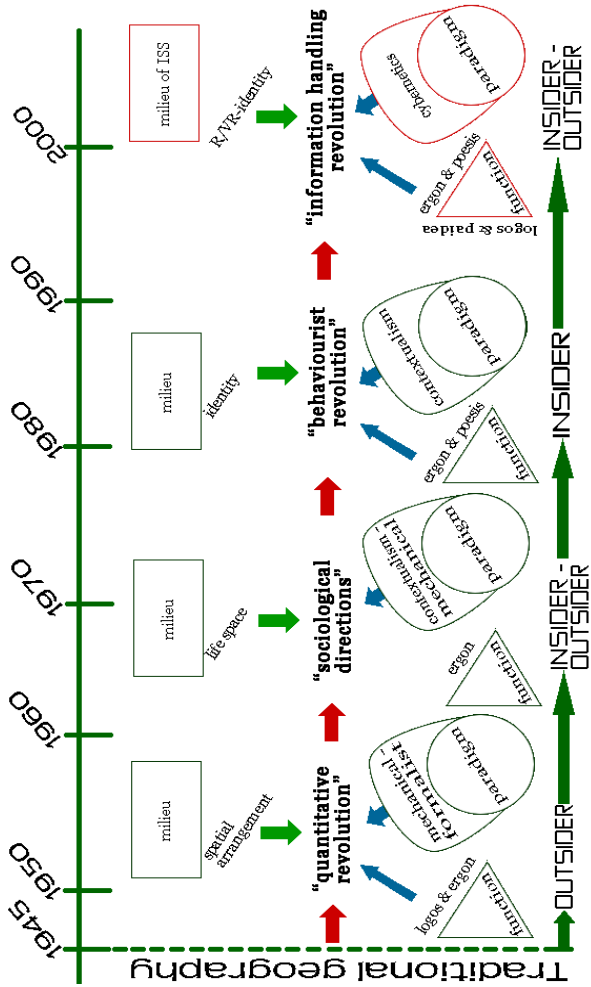 1945
1950
1960
1970
1980
1990
2000
Traditional geography
milieu
milieu
milieu
milieu of ISS
spatial
arrangement
life space
identity
R/VR-identity
"quantitative
revolution"
"sociological
directions"
"behaviourist
revolution"
"information handling
revolution"
logos & ergon
function
mechanical-
formalist
paradigm
ergon
function
contextualism-
mechanical
paradigm
ergon & poesis
function
contextualism
paradigm
ergon & poesis
function
logos & paidea
cybernetics
paradigm
OUTSIDER
INSIDER-
OUTSIDER
INSIDER
INSIDER-
OUTSIDER